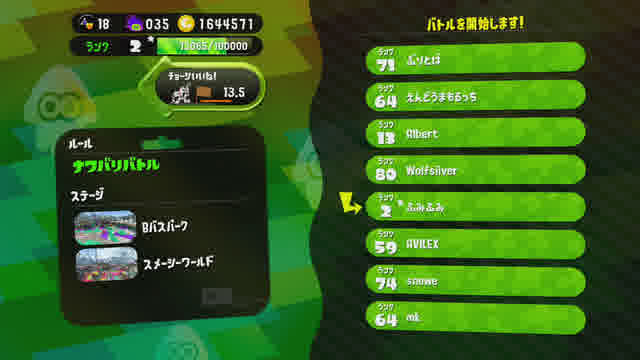 18 035 1644571
ランク 2★ 11065/100000
チョーシいいね!
13.5
ルール
ナワバリバトル
ステージ
Bバスパーク
スメーシーワールド
バトルを開始します!
ランク 71 ぷりとば
ランク 64 えんどうまもるっち
ランク 13 Albert
ランク 80 Wolfsilver
ランク 2★ ふみふみ
ランク 59 AVILEX
ランク 74 snowe
ランク 64 mk